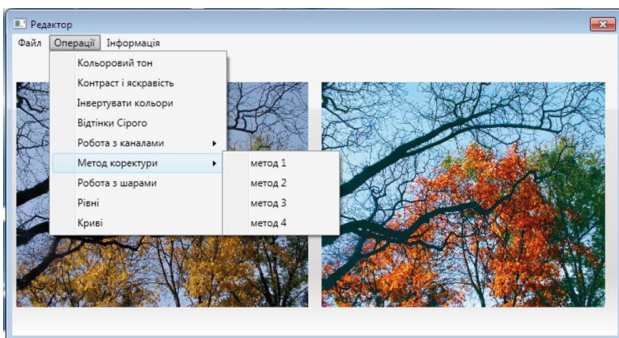 Редактор
Файл Операції Інформація
Кольоровий тон
Контраст і яскравість
Інвертувати кольори
Відтінки Сірого
Робота з каналами
Метод коректури
Робота з шарами
Рівні
Криві
метод 1
метод 2
метод 3
метод 4